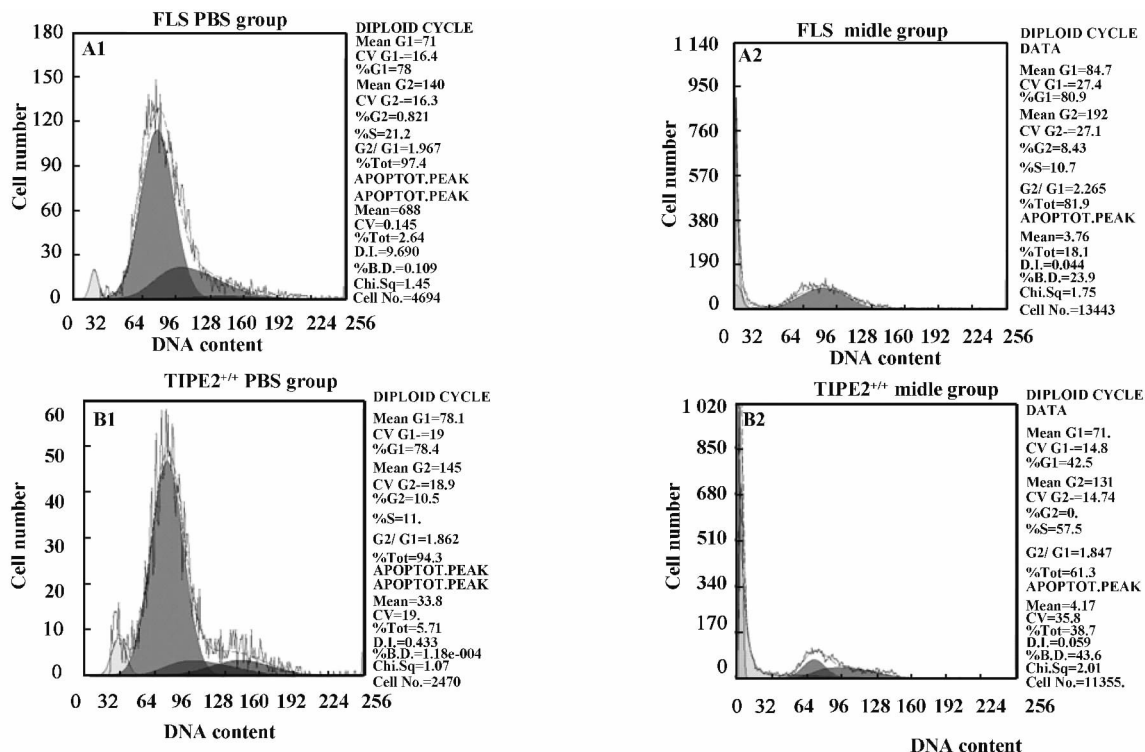 FLS PBS group
A1
180
150
120
90
60
30
0
Cell number
0 32 64 96 128 160 192 224 256
DNA content
DIPLOID CYCLE
Mean G1=71
CV G1-=16.4
%G1=78
Mean G2=140
CV G2-=16.3
%G2=0.821
%S=21.2
G2/ G1=1.967
%Tot=97.4
APOPTOT.PEAK
APOPTOT.PEAK
Mean=688
CV=0.145
%Tot=2.64
D.I.=9.690
%B.D.=0.109
Chi.Sq=1.45
Cell No.=4694
FLS midle group
A2
1 140
950
760
570
380
190
0
Cell number
0 32 64 96 128 160 192 224 256
DNA content
DIPLOID CYCLE
DATA
Mean G1=84.7
CV G1-=27.4
%G1=80.9
Mean G2=192
CV G2-=27.1
%G2=8.43
%S=10.7
G2/ G1=2.265
%Tot=81.9
APOPTOT.PEAK
Mean=3.76
%Tot=18.1
D.I.=0.044
%B.D.=23.9
Chi.Sq=1.75
Cell No.=13443
TIPE2+/+ PBS group
B1
60
50
40
30
20
10
0
Cell number
0 32 64 96 128 160 192 224 256
DNA content
DIPLOID CYCLE
Mean G1=78.1
CV G1-=19
%G1=78.4
Mean G2=145
CV G2-=18.9
%G2=10.5
%S=11.
G2/ G1=1.862
%Tot=94.3
APOPTOT.PEAK
APOPTOT.PEAK
Mean=33.8
CV=19.
%Tot=5.71
D.I.=0.433
%B.D.=1.18e-004
Chi.Sq=1.07
Cell No.=2470
TIPE2+/+ midle group
B2
1 020
850
680
510
340
170
0
Cell number
0 32 64 96 128 160 192 224 256
DNA content
DIPLOID CYCLE
DATA
Mean G1=71.
CV G1-=14.8
%G1=42.5
Mean G2=131
CV G2-=14.74
%G2=0.
%S=57.5
G2/ G1=1.847
%Tot=61.3
APOPTOT.PEAK
Mean=4.17
CV=35.8
%Tot=38.7
D.I.=0.059
%B.D.=43.6
Chi.Sq=2.01
Cell No.=11355.